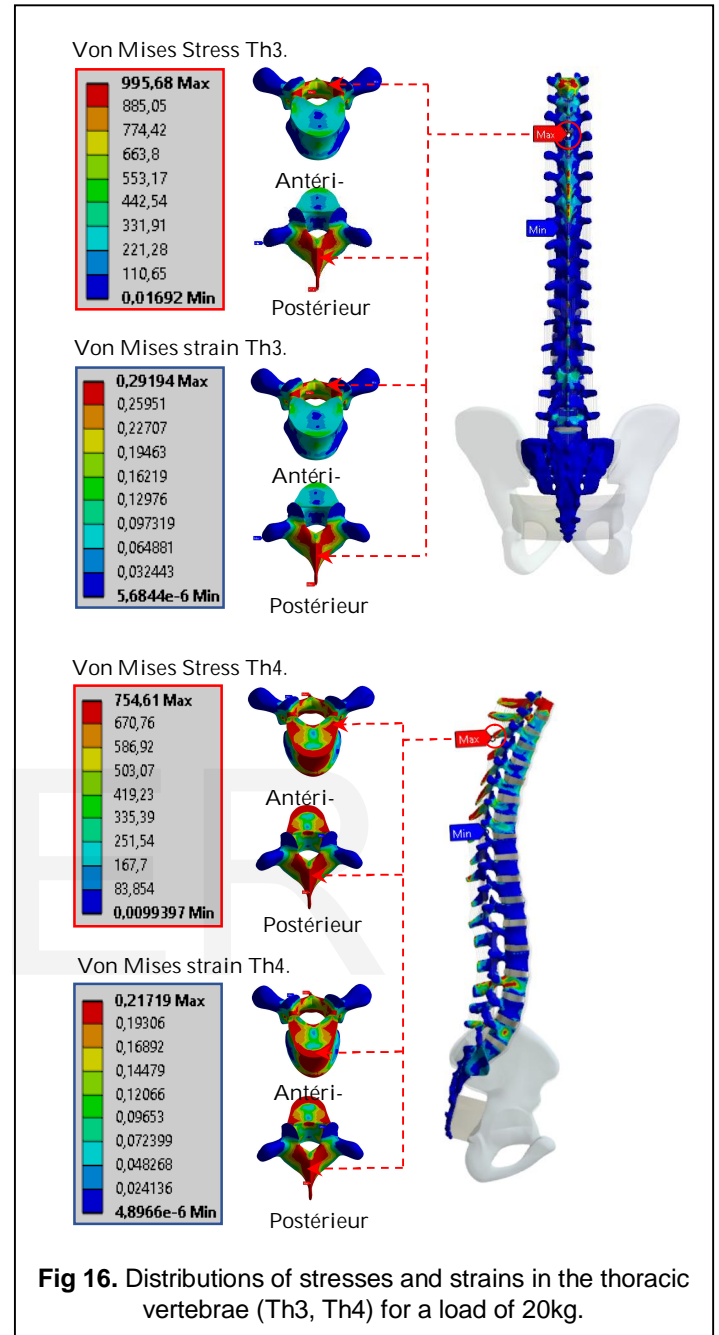 Von Mises Stress Th3.
995,68 Max
885,05
774,42
663,8
553,17
442,54
331,91
221,28
110,65
0,01692 Min
Antéri-
Postérieur
Max
Min
Von Mises strain Th3.
0,29194 Max
0,25951
0,22707
0,19463
0,16219
0,12976
0,097319
0,064881
0,032443
5,6844e-6 Min
Antéri-
Postérieur
Von Mises Stress Th4.
754,61 Max
670,76
586,92
503,07
419,23
335,39
251,54
167,7
83,854
0,0099397 Min
Antéri-
Postérieur
Max
Min
Von Mises strain Th4.
0,21719 Max
0,19306
0,16892
0,14479
0,12066
0,09653
0,072399
0,048268
0,024136
4,8966e-6 Min
Antéri-
Postérieur
ER
Fig 16. Distributions of stresses and strains in the thoracic
vertebrae (Th3, Th4) for a load of 20kg.